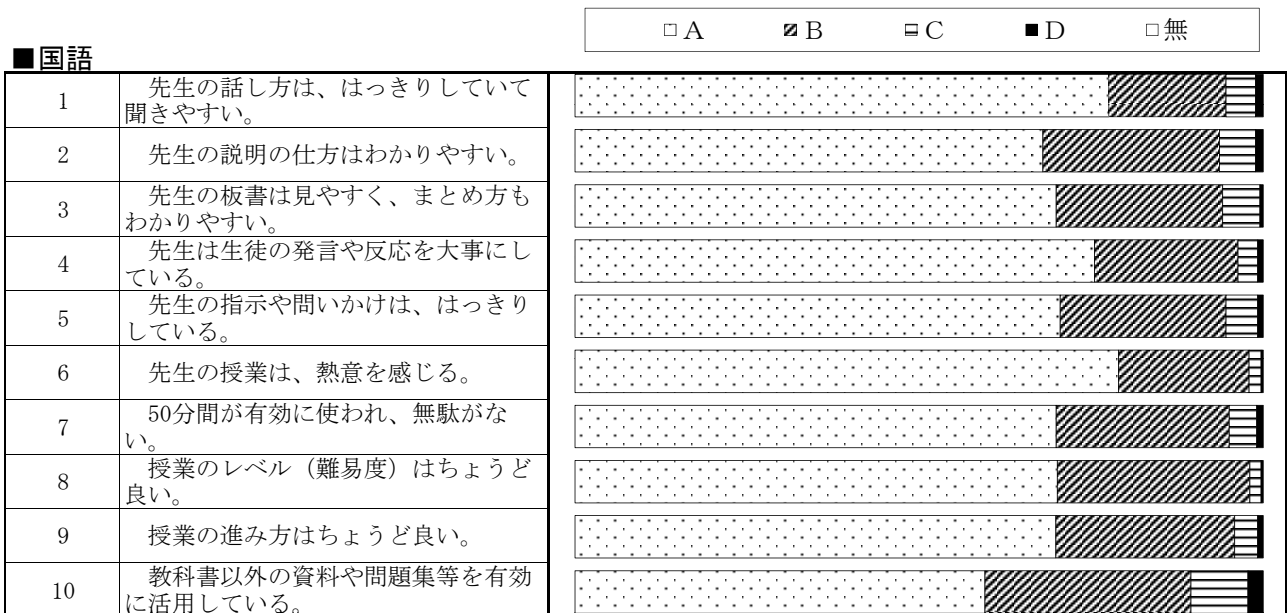 □A ▨B ▤C ■D □無
■国語
1 先生の話し方は、はっきりしていて
聞きやすい。
2 先生の説明の仕方はわかりやすい。
3 先生の板書は見やすく、まとめ方も
わかりやすい。
4 先生は生徒の発言や反応を大事にし
ている。
5 先生の指示や問いかけは、はっきり
している。
6 先生の授業は、熱意を感じる。
7 50分間が有効に使われ、無駄がな
い。
8 授業のレベル（難易度）はちょうど
良い。
9 授業の進み方はちょうど良い。
10 教科書以外の資料や問題集等を有効
に活用している。